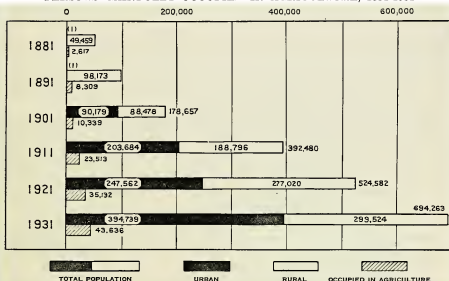 0 200,000 400,000 600,000
(1)
1881 49,459
2,617
(1)
1891 98,173
8,309
1901 90,179 88,478 178,657
10,339
1911 203,684 188,796 392,480
23,513
1921 247,562 277,020 524,582
35,132
694,263
1931 394,739 299,524
43,636
TOTAL POPULATION URBAN RURAL OCCUPIED IN AGRICULTURE